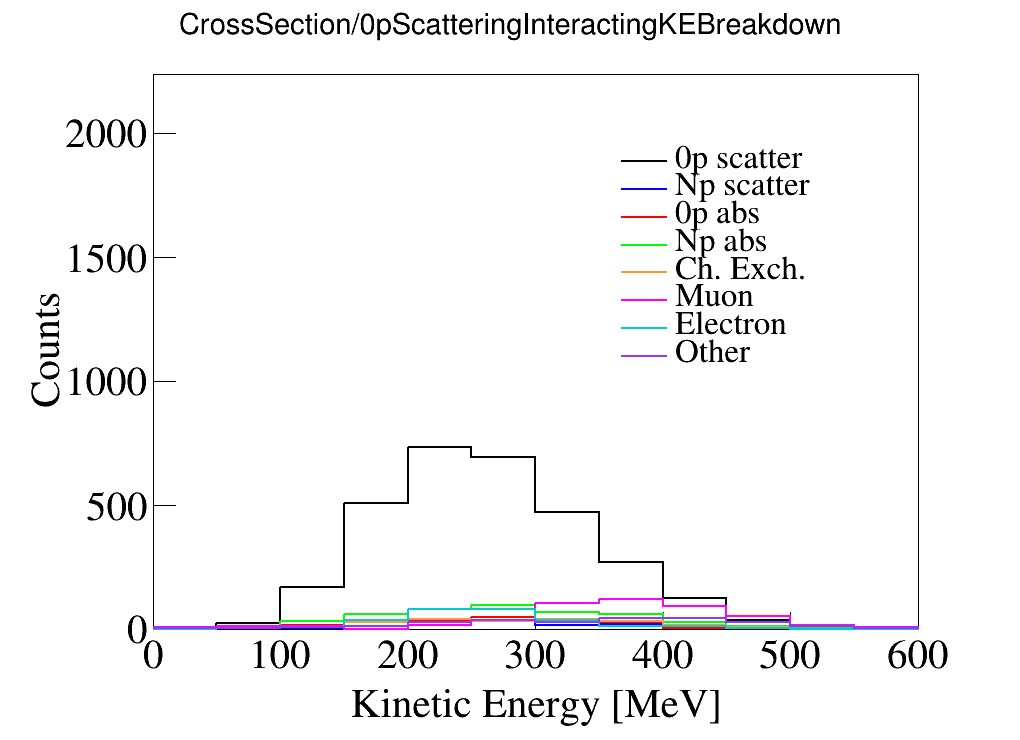 CrossSection/0pScatteringInteractingKEBreakdown
2000
1500
1000
500
0
Counts
0p scatter
Np scatter
0p abs
Np abs
Ch. Exch.
Muon
Electron
Other
0 100 200 300 400 500 600
Kinetic Energy [MeV]